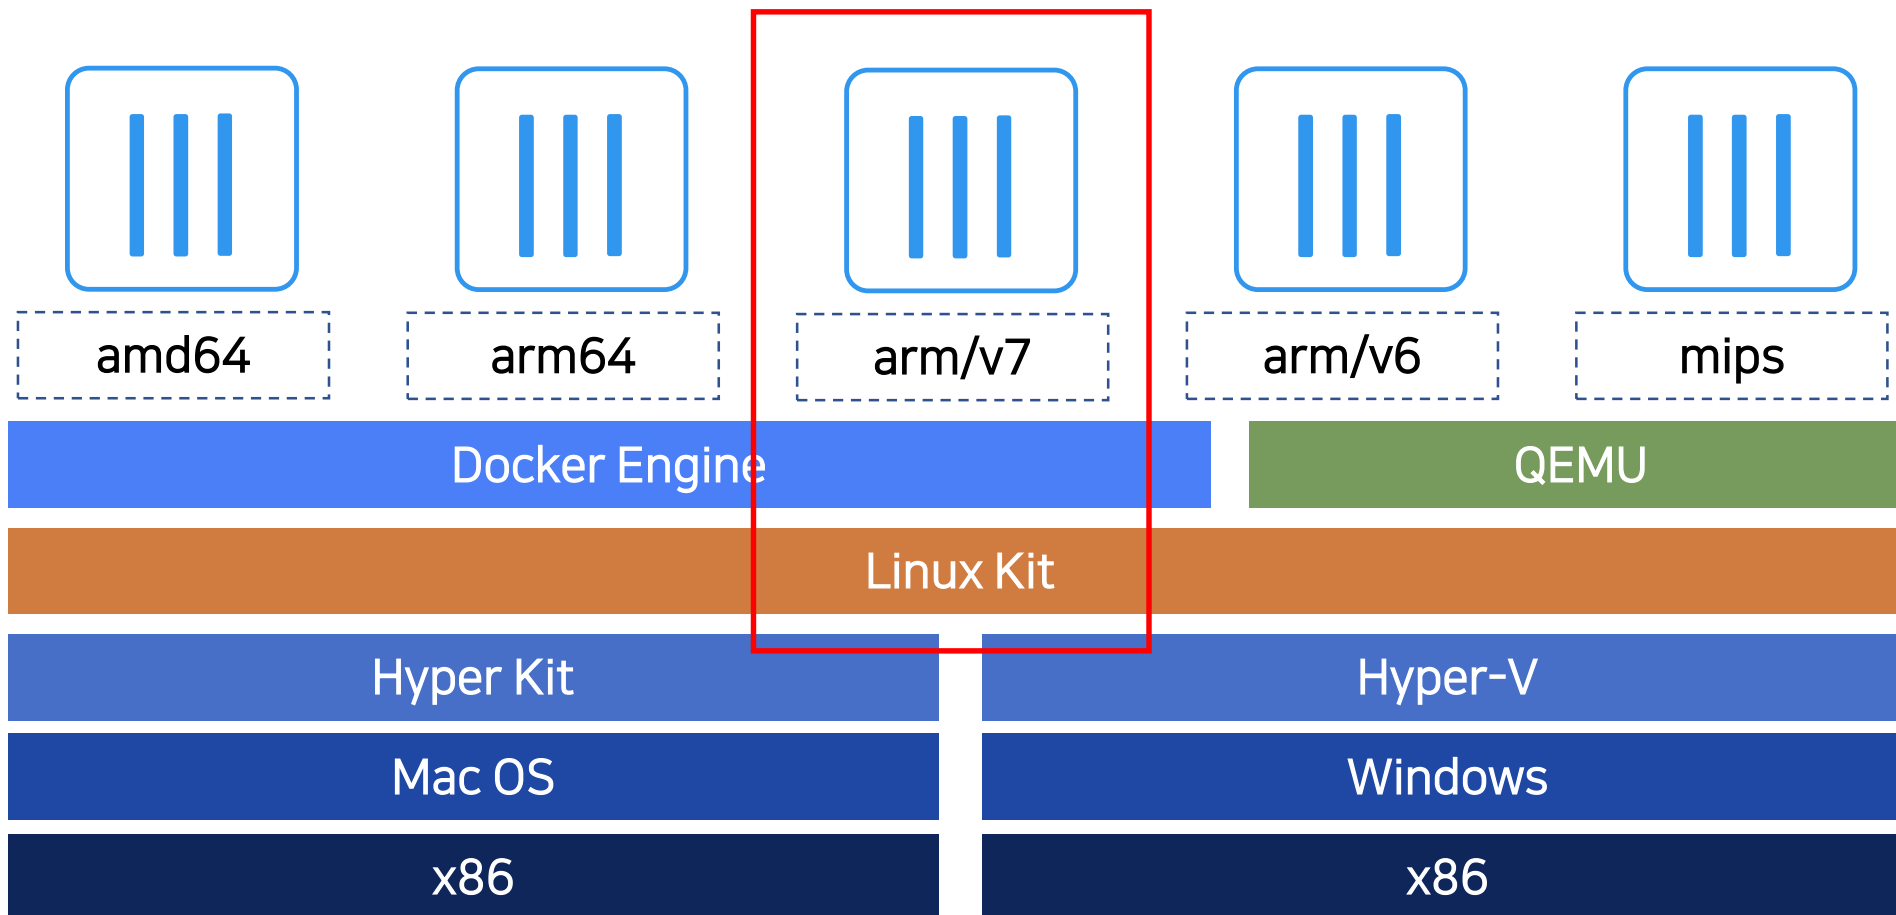 amd64
arm64
arm/v7
arm/v6
mips
Docker Engine
QEMU
Linux Kit
Hyper Kit
Hyper-V
Mac OS
Windows
x86
x86